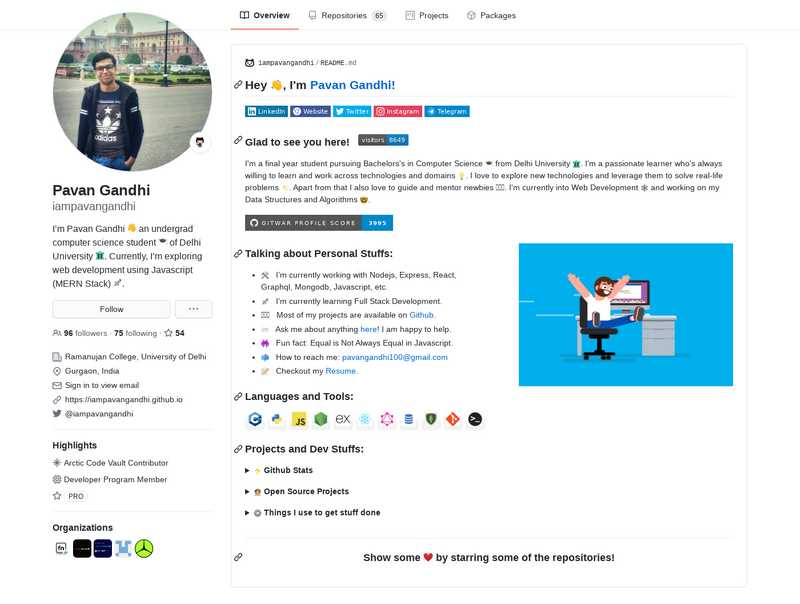 Overview
Repositories 65
Projects
Packages
adidas
Pavan Gandhi
iampavangandhi
I'm Pavan Gandhi 👋 an undergrad
computer science student 🎓 of Delhi
University 🏛. Currently, I'm exploring
web development using Javascript
(MERN Stack) 🚀.
Follow
...
96 followers · 75 following · 54
Ramanujan College, University of Delhi
Gurgaon, India
Sign in to view email
https://iampavangandhi.github.io
@iampavangandhi
Highlights
Arctic Code Vault Contributor
Developer Program Member
PRO
Organizations
fn
iampavangandhi/README.md
Hey 👋, I'm Pavan Gandhi!
LinkedIn Website Twitter Instagram Telegram
Glad to see you here! visitors 8649
I'm a final year student pursuing Bachelors's in Computer Science 🎓 from Delhi University 🏛. I'm a passionate learner who's always
willing to learn and work across technologies and domains 💡. I love to explore new technologies and leverage them to solve real-life
problems ✨. Apart from that I also love to guide and mentor newbies 👨🏻‍💻. I'm currently into Web Development 🕸 and working on my
Data Structures and Algorithms 🤓.
GITWAR PROFILE SCORE 3995
Talking about Personal Stuffs:
I'm currently working with Nodejs, Express, React,
Graphql, Mongodb, Javascript, etc.
I'm currently learning Full Stack Development.
Most of my projects are available on Github.
Ask me about anything here! I am happy to help.
Fun fact: Equal is Not Always Equal in Javascript.
How to reach me: pavangandhi100@gmail.com
Checkout my Resume.
Languages and Tools:
JS
ex
Projects and Dev Stuffs:
⚡ Github Stats
Open Source Projects
⚙️ Things I use to get stuff done
Show some ❤️ by starring some of the repositories!